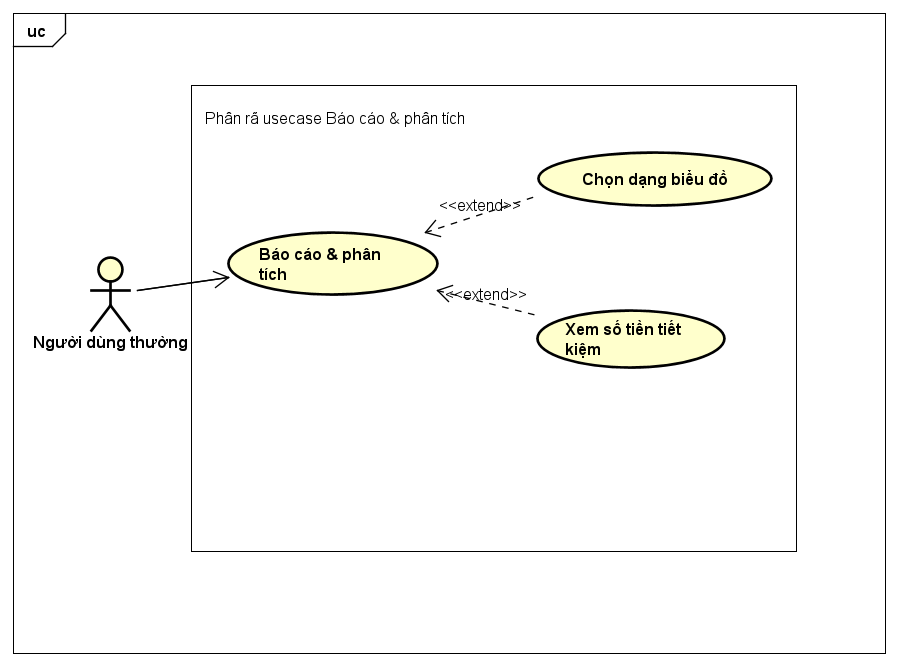 uc
Phân rã usecase Báo cáo & phân tích
Chọn dạng biểu đồ
<<extend>>
Báo cáo & phân
tích
<<extend>>
Xem số tiền tiết
kiệm
Người dùng thường